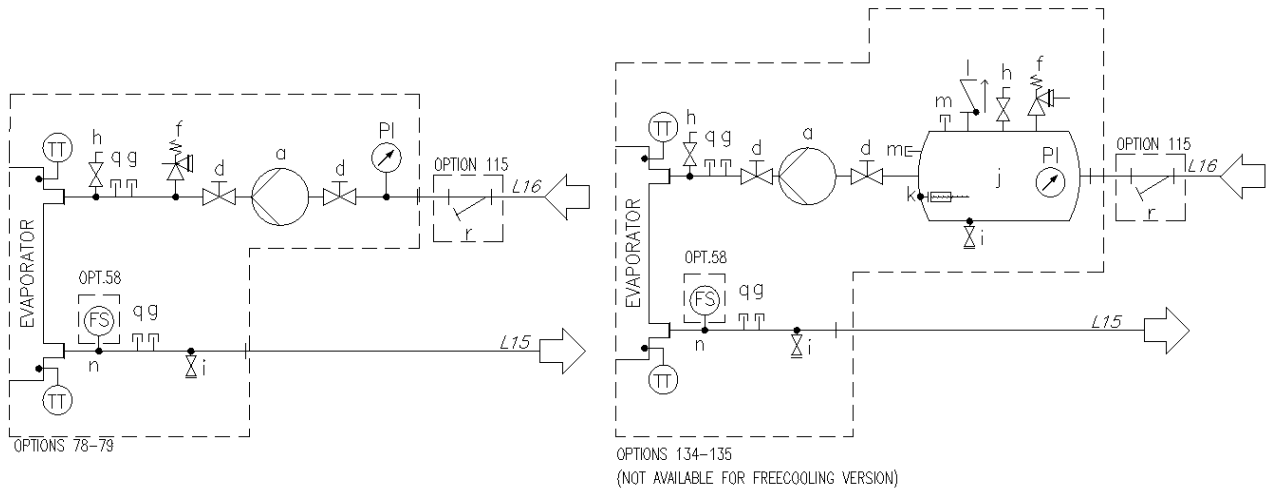 TT
h
q g
f
d
a
d
PI
OPTION 115
L16
r
EVAPORATOR
OPT.58
FS
n
q g
i
L15
TT
OPTIONS 78-79
TT
h
q g
d
a
d
m
l
h
f
m
j
PI
k
i
OPTION 115
L16
r
EVAPORATOR
OPT.58
FS
n
q g
i
L15
TT
OPTIONS 134-135
(NOT AVAILABLE FOR FREECOOLING VERSION)